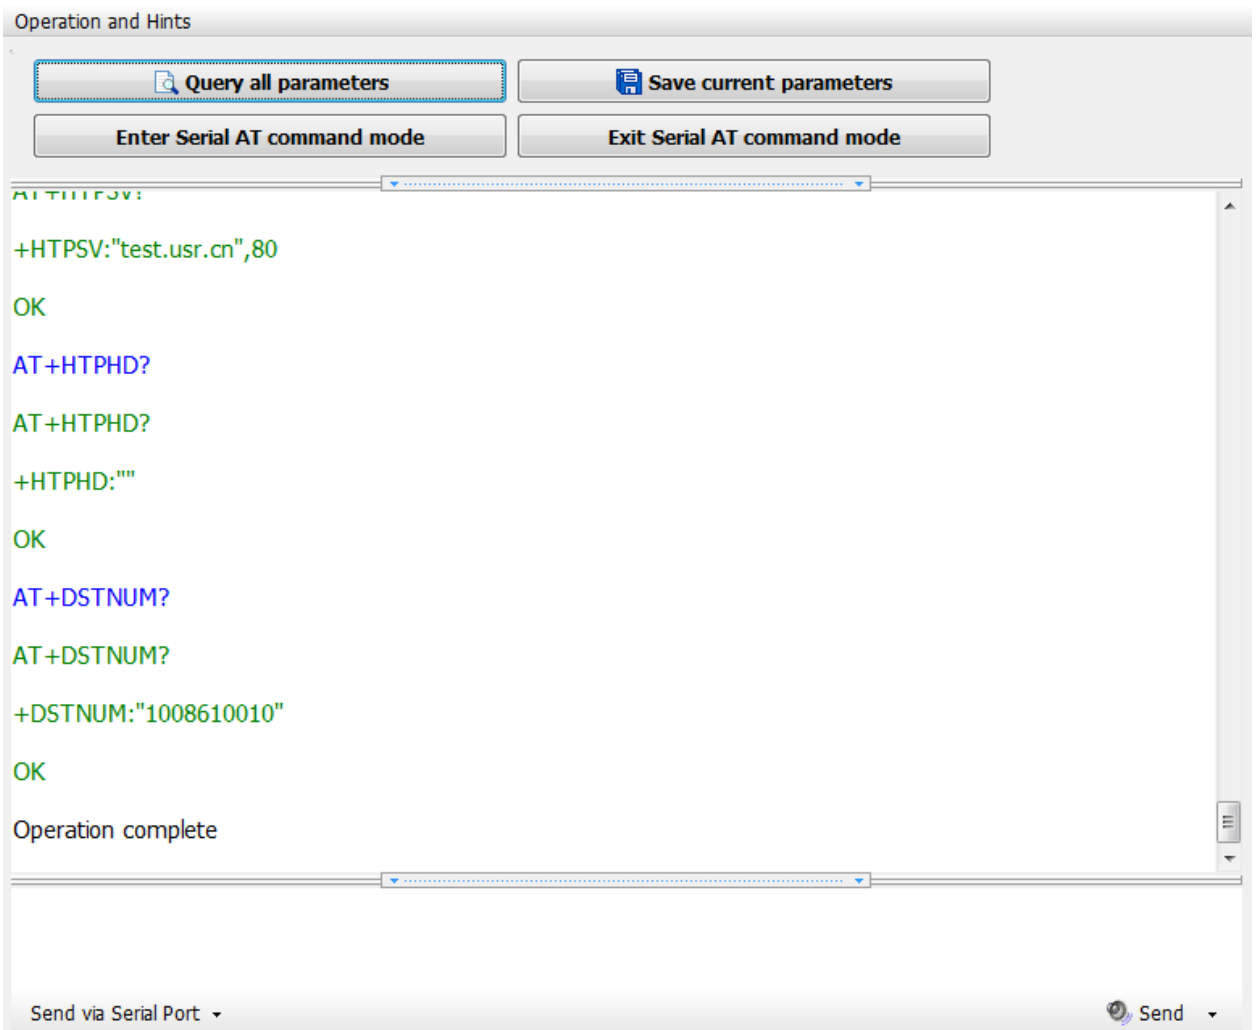 Operation and Hints
Query all parameters
Save current parameters
Enter Serial AT command mode
Exit Serial AT command mode
AT+HTPSV?
+HTPSV:"test.usr.cn",80
OK
AT+HTPHD?
AT+HTPHD?
+HTPHD:""
OK
AT+DSTNUM?
AT+DSTNUM?
+DSTNUM:"1008610010"
OK
Operation complete
Send via Serial Port
Send